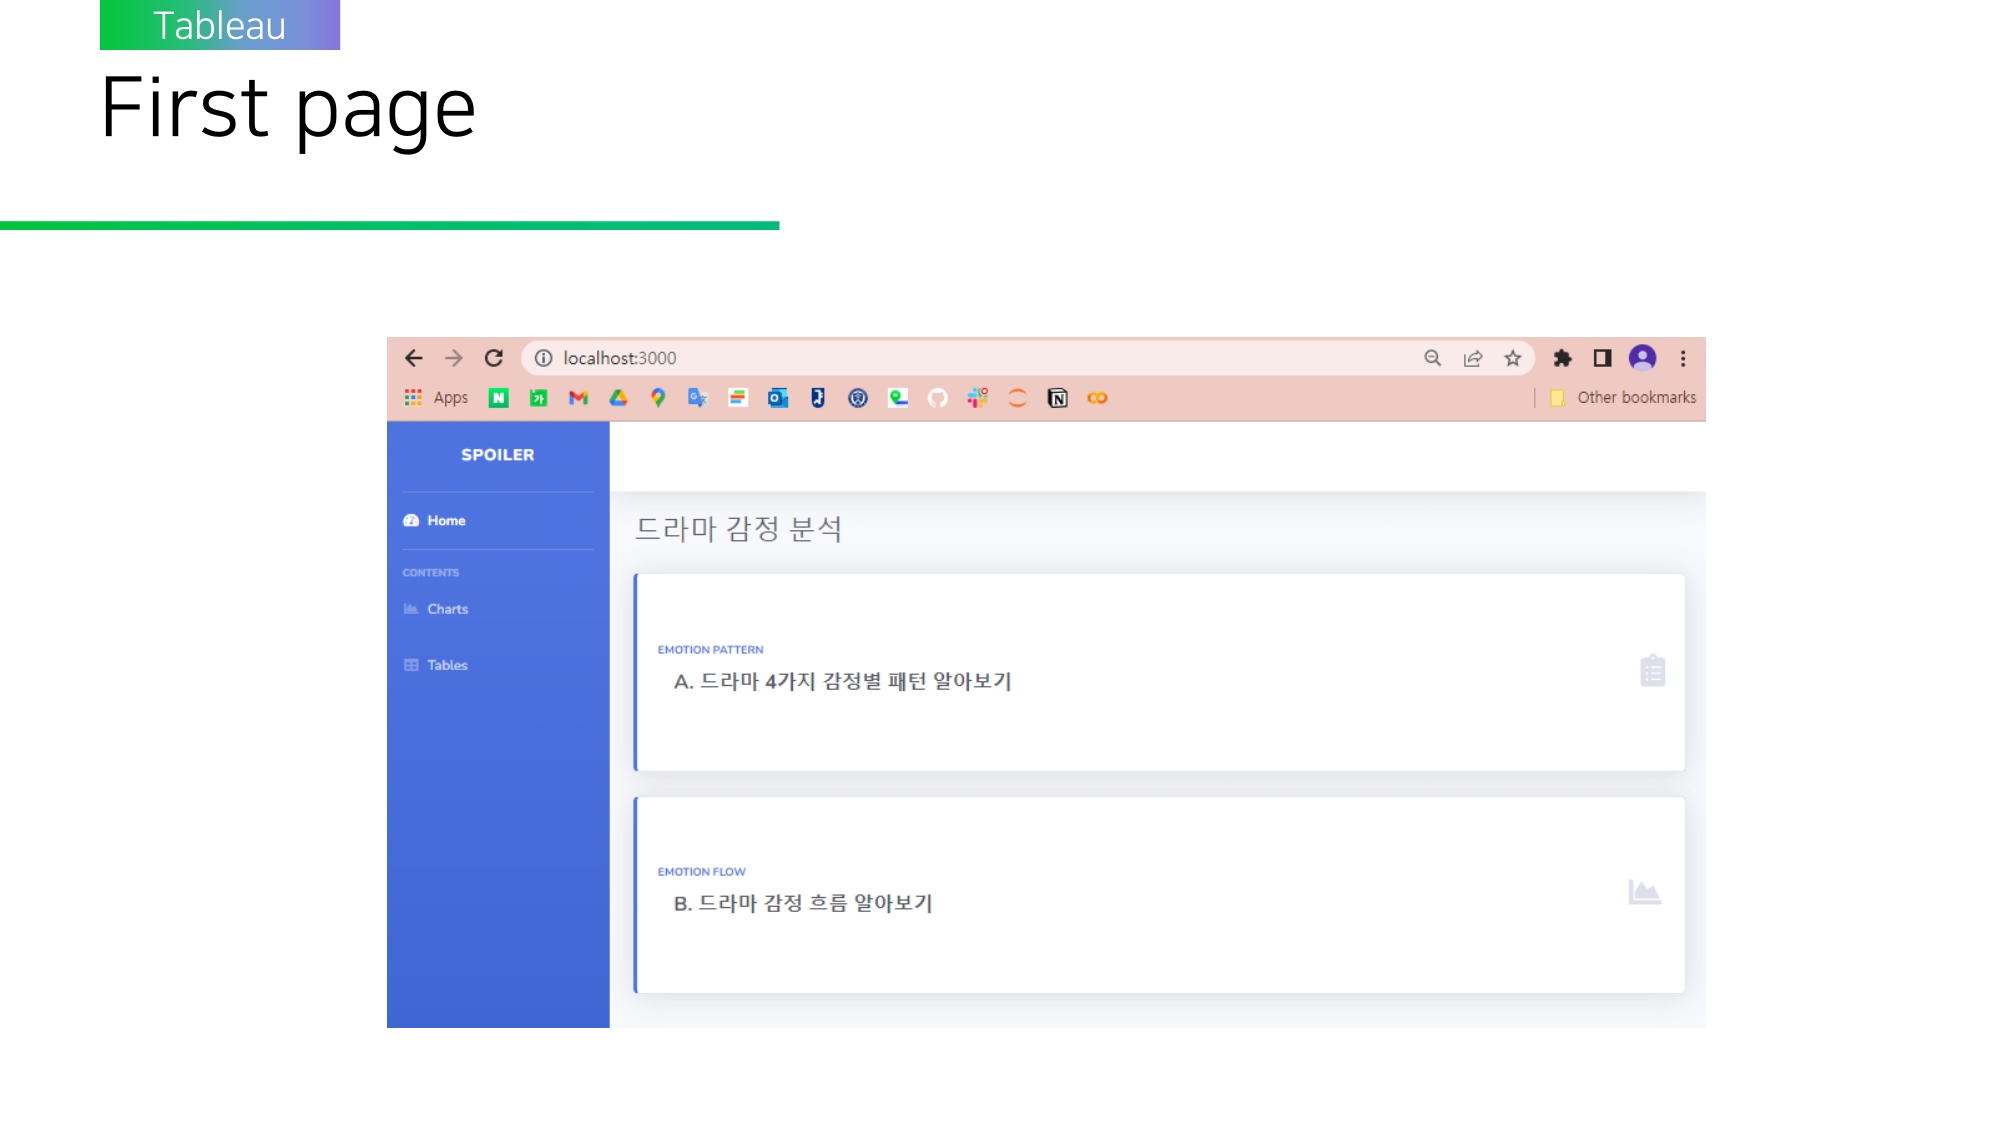 Tableau
First page
localhost:3000
Apps
Other bookmarks
SPOILER
Home
CONTENTS
Charts
Tables
드라마 감정 분석
EMOTION PATTERN
A. 드라마 4가지 감정별 패턴 알아보기
EMOTION FLOW
B. 드라마 감정 흐름 알아보기